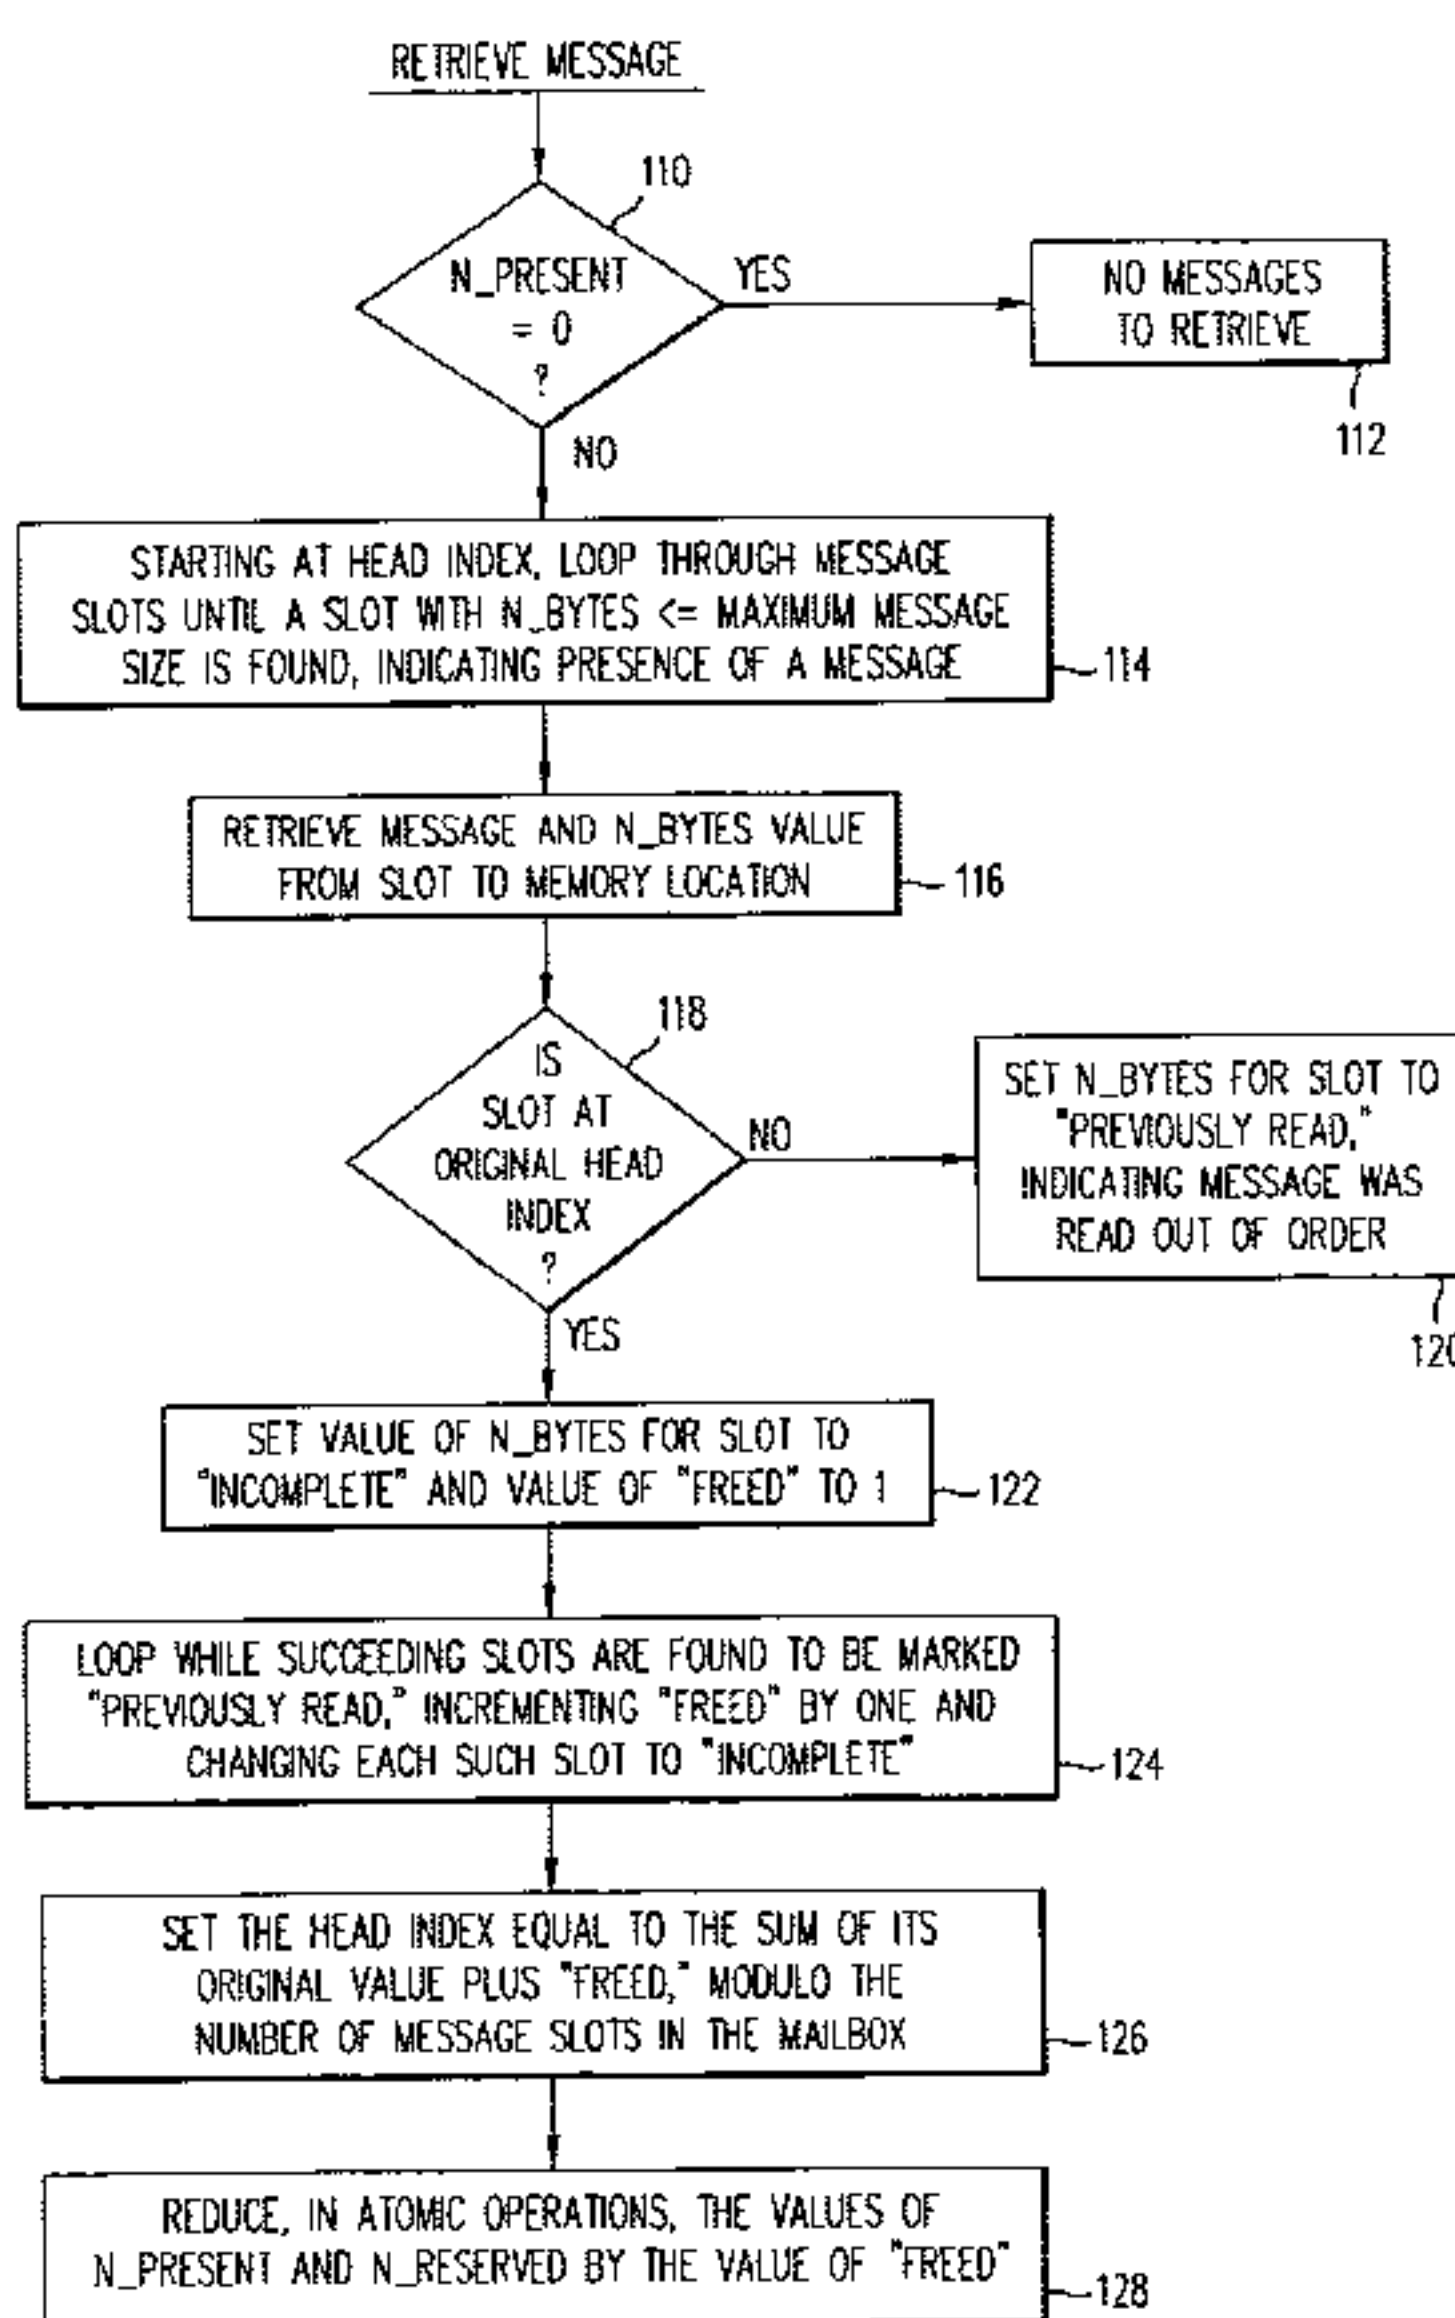 RETRIEVE MESSAGE
110
N_PRESENT
= 0
?
YES
NO MESSAGES
TO RETRIEVE
112
NO
STARTING AT HEAD INDEX, LOOP THROUGH MESSAGE
SLOTS UNTIL A SLOT WITH N_BYTES <= MAXIMUM MESSAGE
SIZE IS FOUND, INDICATING PRESENCE OF A MESSAGE
114
RETRIEVE MESSAGE AND N_BYTES VALUE
FROM SLOT TO MEMORY LOCATION
116
118
IS
SLOT AT
ORIGINAL HEAD
INDEX
?
NO
SET N_BYTES FOR SLOT TO
"PREVIOUSLY READ,"
INDICATING MESSAGE WAS
READ OUT OF ORDER
120
YES
SET VALUE OF N_BYTES FOR SLOT TO
"INCOMPLETE" AND VALUE OF "FREED" TO 1
122
LOOP WHILE SUCCEEDING SLOTS ARE FOUND TO BE MARKED
"PREVIOUSLY READ," INCREMENTING "FREED" BY ONE AND
CHANGING EACH SUCH SLOT TO "INCOMPLETE"
124
SET THE HEAD INDEX EQUAL TO THE SUM OF ITS
ORIGINAL VALUE PLUS "FREED," MODULO THE
NUMBER OF MESSAGE SLOTS IN THE MAILBOX
126
REDUCE, IN ATOMIC OPERATIONS, THE VALUES OF
N_PRESENT AND N_RESERVED BY THE VALUE OF "FREED"
128